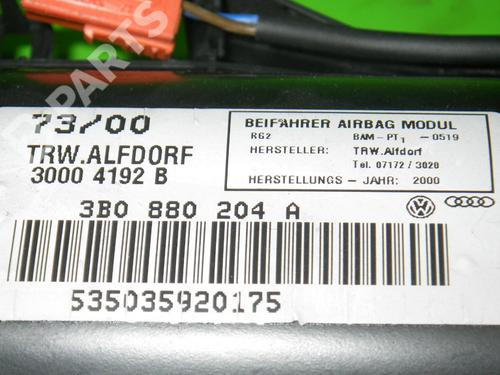 PARTS
73/00
TRW.ALFDORF
3000 4192 B
BEIFAHRER AIRBAG MODUL
RG2 BAM-PT1 -0519
HERSTELLER: TRW.Alfdorf
Tel. 07172 / 3020
HERSTELLUNGS - JAHR: 2000
3B0 880 204 A
535035920175